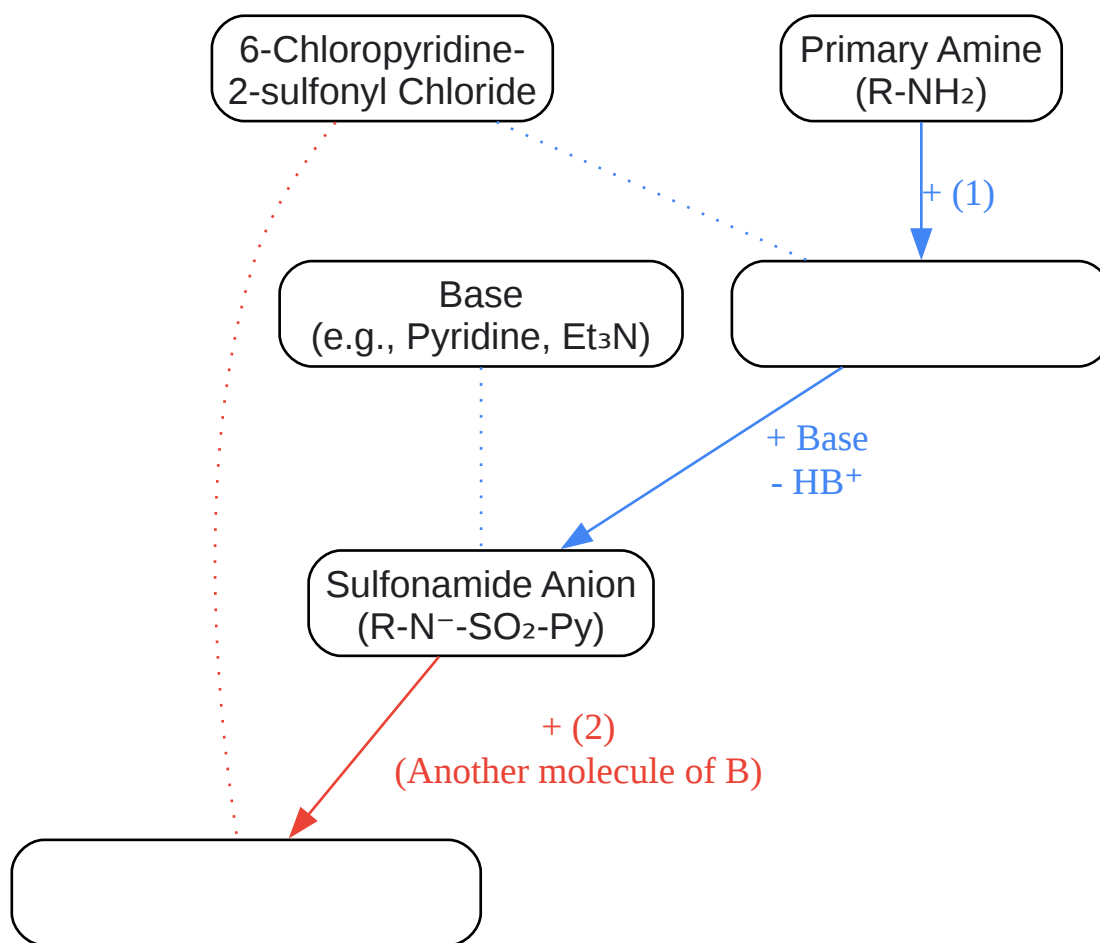 6-Chloropyridine-
2-sulfonyl Chloride
Primary Amine
(R-NH₂)
+ (1)
Base
(e.g., Pyridine, Et₃N)
+ Base
- HB⁺
Sulfonamide Anion
(R-N⁻-SO₂-Py)
+ (2)
(Another molecule of B)